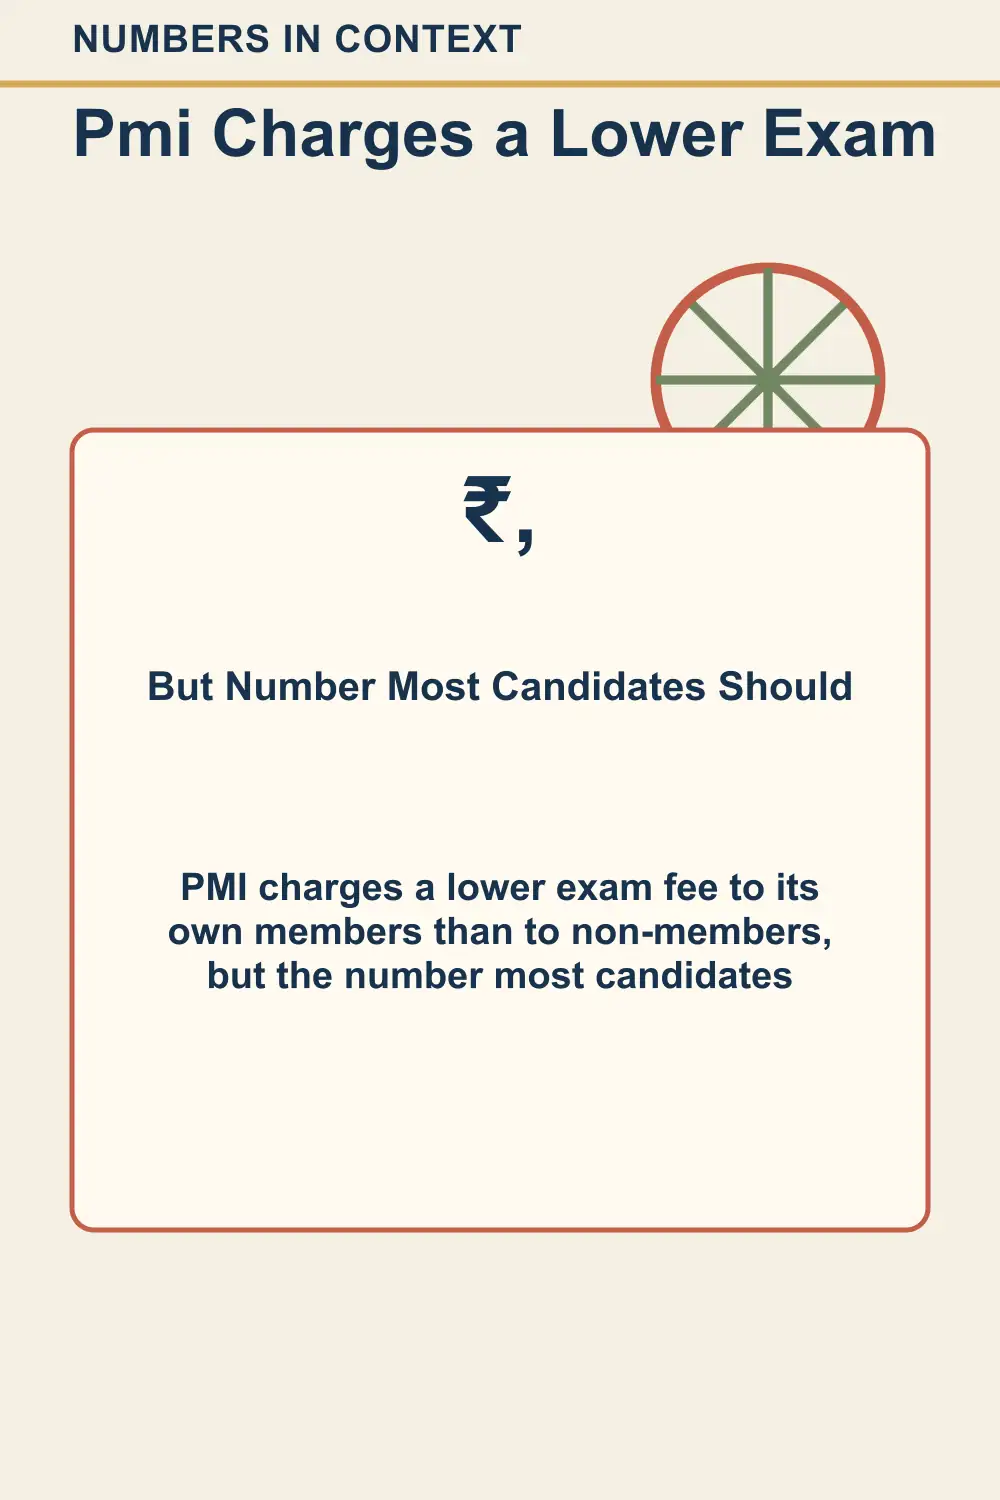 NUMBERS IN CONTEXT
Pmi Charges a Lower Exam
₹,
But Number Most Candidates Should
PMI charges a lower exam fee to its
own members than to non-members,
but the number most candidates